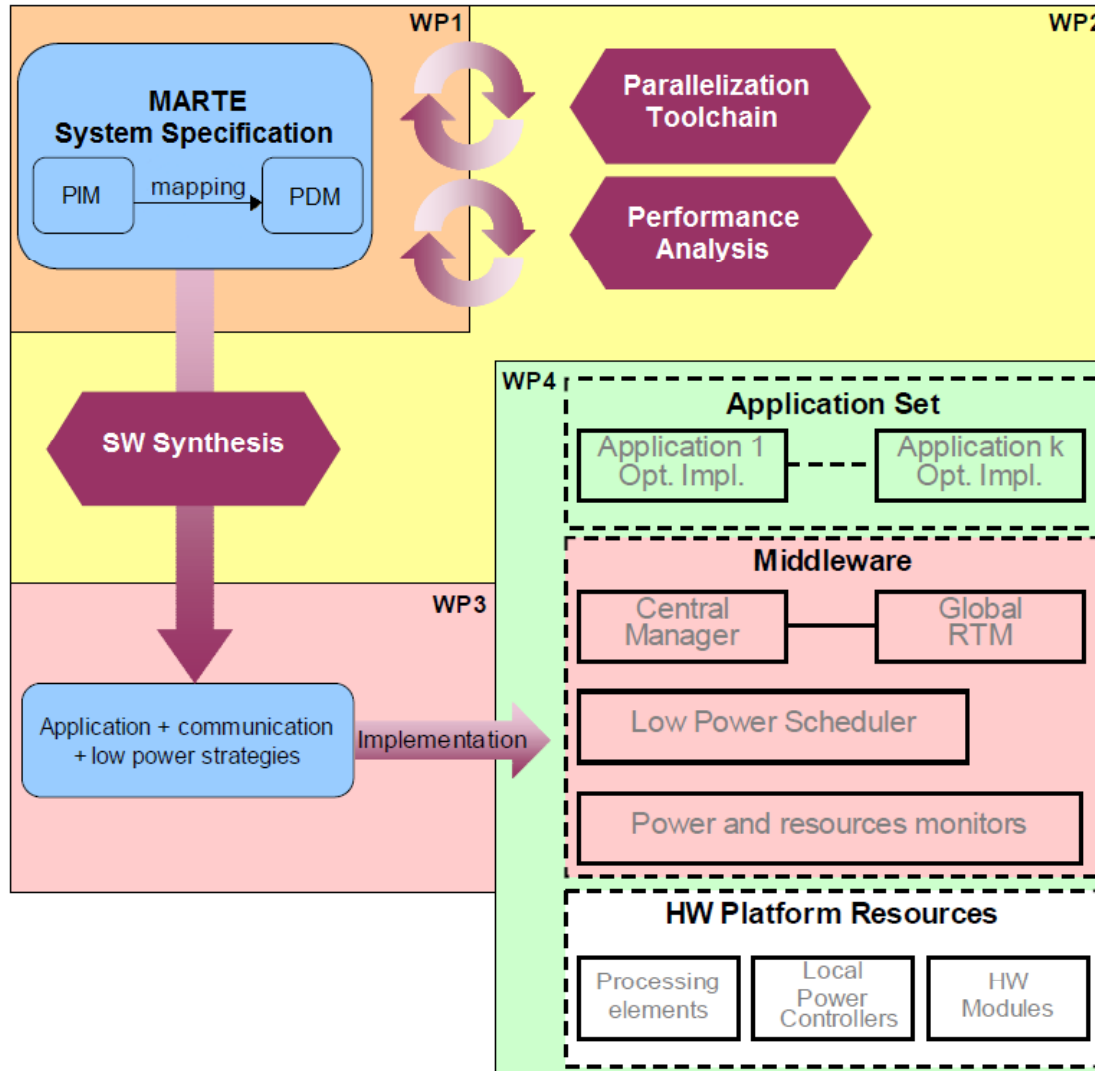 WP1
WP2
MARTE
System Specification
PIM
mapping
PDM
Parallelization
Toolchain
Performance
Analysis
SW Synthesis
WP3
Application + communication
+ low power strategies
Implementation
WP4
Application Set
Application 1
Opt. Impl.
Application k
Opt. Impl.
Middleware
Central
Manager
Global
RTM
Low Power Scheduler
Power and resources monitors
HW Platform Resources
Processing
elements
Local
Power
Controllers
HW
Modules